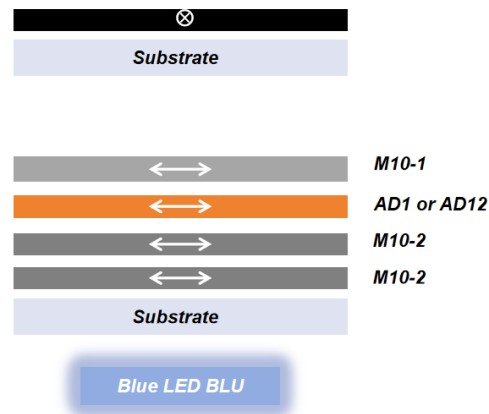 Substrate
M10-1
AD1 or AD12
M10-2
M10-2
Substrate
Blue LED BLU